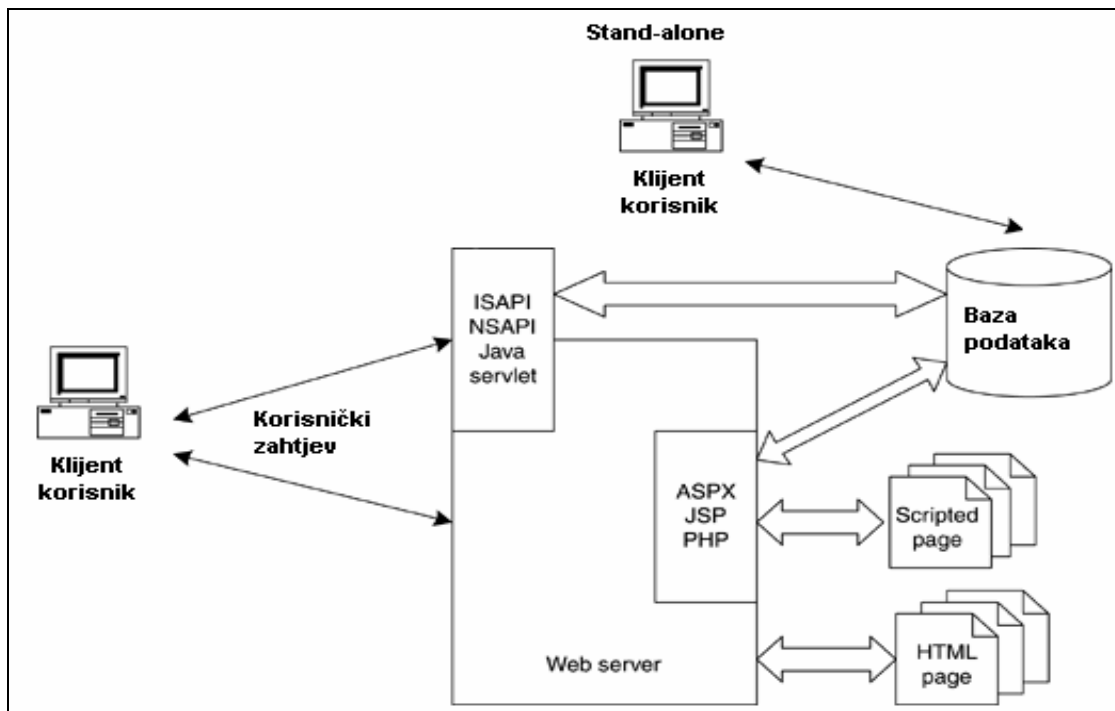 Stand-alone
Klijent
korisnik
ISAPI
NSAPI
Java
servlet
Baza
podataka
Korisnički
zahtjev
Klijent
korisnik
ASPX
JSP
PHP
Scripted
page
Web server
HTML
page